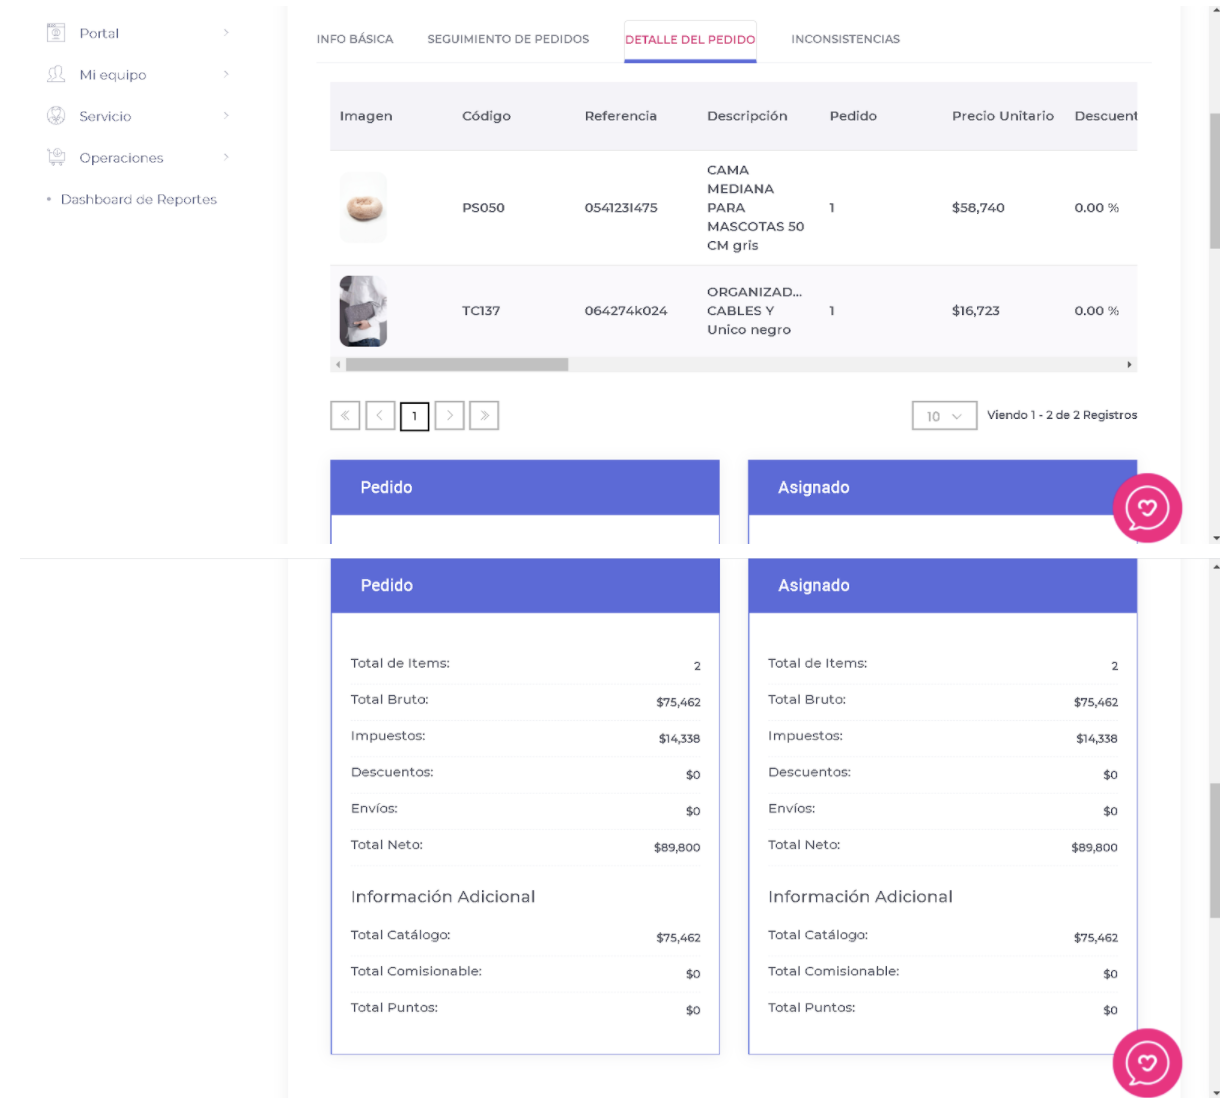 Portal
Mi equipo
Servicio
Operaciones
Dashboard de Reportes
INFO BÁSICA SEGUIMIENTO DE PEDIDOS DETALLE DEL PEDIDO INCONSISTENCIAS
Imagen Código Referencia Descripción Pedido Precio Unitario Descuent
CAMA
MEDIANA
PARA
MASCOTAS 50
CM gris
PS050 0541231475 1 $58,740 0.00 %
ORGANIZAD...
CABLES Y
Unico negro
TC137 064274k024 1 $16,723 0.00 %
1
10 Viendo 1 - 2 de 2 Registros
Pedido Asignado
Pedido
Total de Items: 2
Total Bruto: $75,462
Impuestos: $14,338
Descuentos: $0
Envíos: $0
Total Neto: $89,800
Información Adicional
Total Catálogo: $75,462
Total Comisionable: $0
Total Puntos: $0
Asignado
Total de Items: 2
Total Bruto: $75,462
Impuestos: $14,338
Descuentos: $0
Envíos: $0
Total Neto: $89,800
Información Adicional
Total Catálogo: $75,462
Total Comisionable: $0
Total Puntos: $0